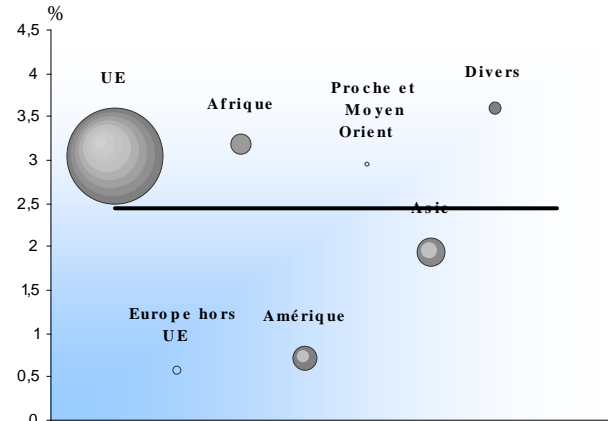 %
4,5
4
3,5
3
2,5
2
1,5
1
0,5
0
UE
Afrique
Proche et
Moyen
Orient
Divers
Asie
Europe hors
UE
Amérique